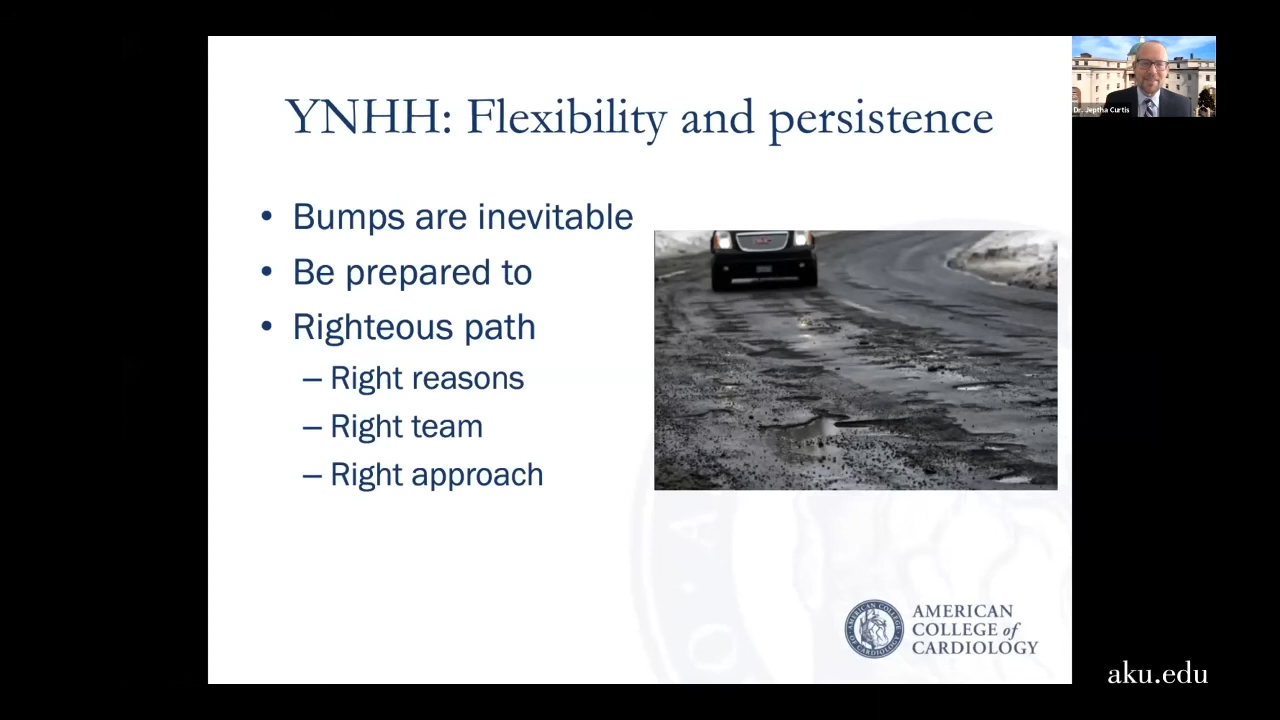 YNHH: Flexibility and persistence
• Bumps are inevitable
• Be prepared to
• Righteous path
– Right reasons
– Right team
– Right approach
Dr. Jeptha Curtis
AMERICAN
COLLEGE of
CARDIOLOGY
aku.edu